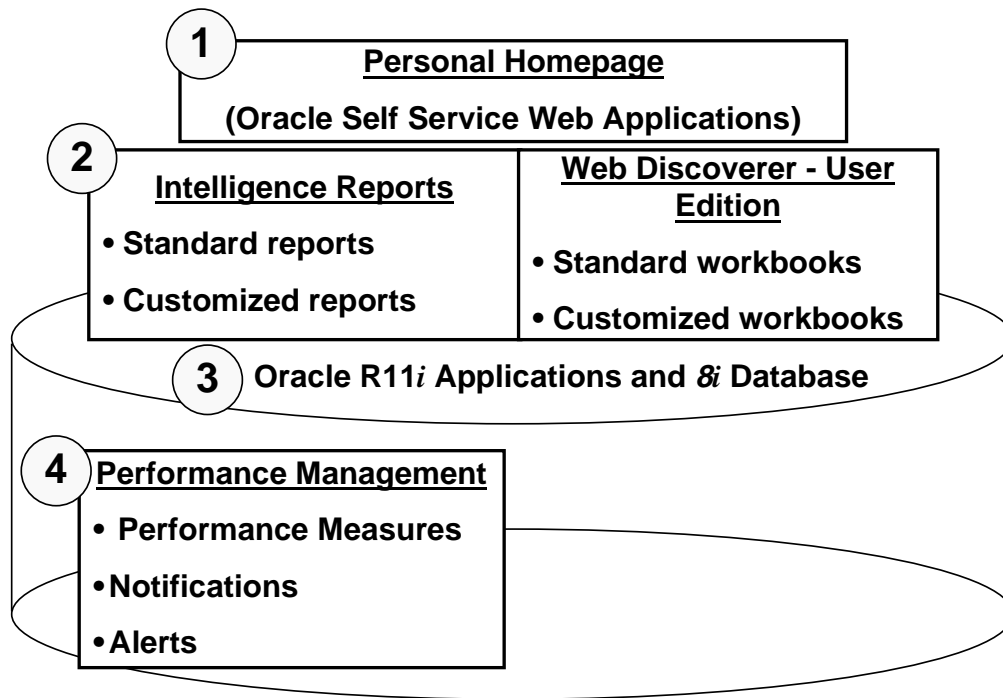 1
Personal Homepage
(Oracle Self Service Web Applications)
2
Intelligence Reports
• Standard reports
• Customized reports
Web Discoverer - User
Edition
• Standard workbooks
• Customized workbooks
3
Oracle R11i Applications and 8i Database
4
Performance Management
• Performance Measures
• Notifications
• Alerts